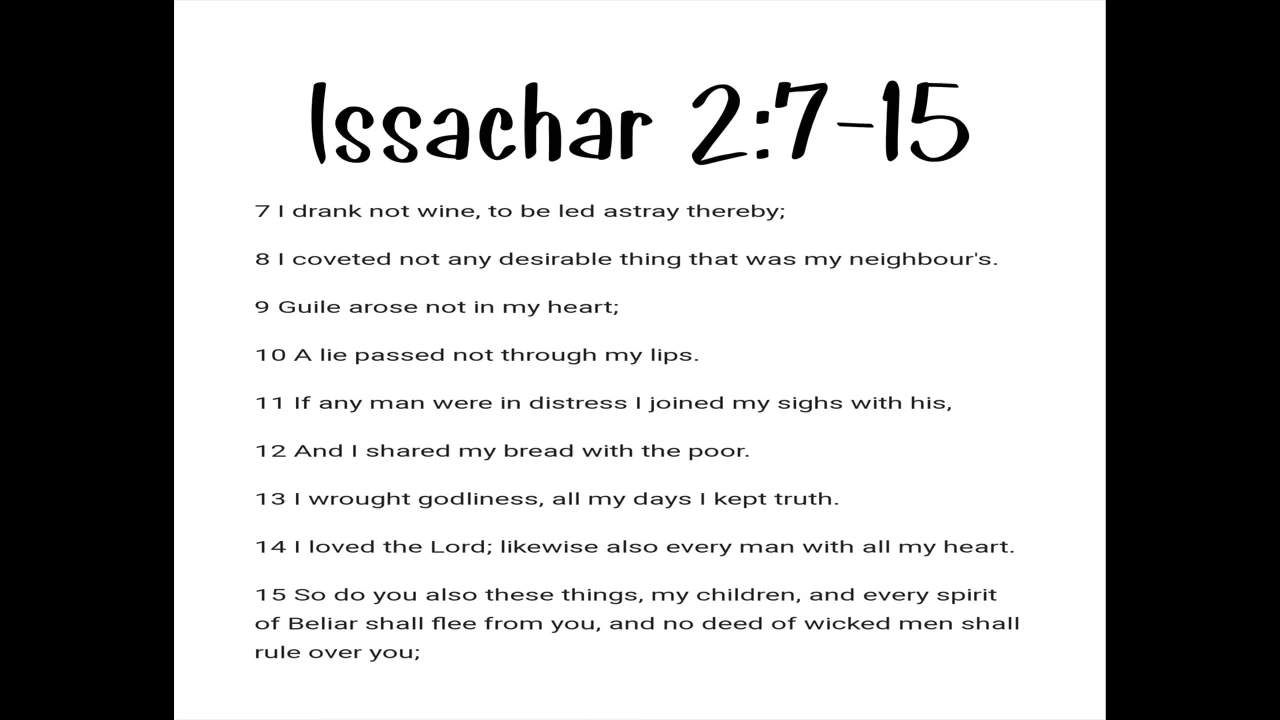 Issachar 2:7-15
7 I drank not wine, to be led astray thereby;
8 I coveted not any desirable thing that was my neighbour's.
9 Guile arose not in my heart;
10 A lie passed not through my lips.
11 If any man were in distress I joined my sighs with his,
12 And I shared my bread with the poor.
13 I wrought godliness, all my days I kept truth.
14 I loved the Lord; likewise also every man with all my heart.
15 So do you also these things, my children, and every spirit
of Beliar shall flee from you, and no deed of wicked men shall
rule over you;